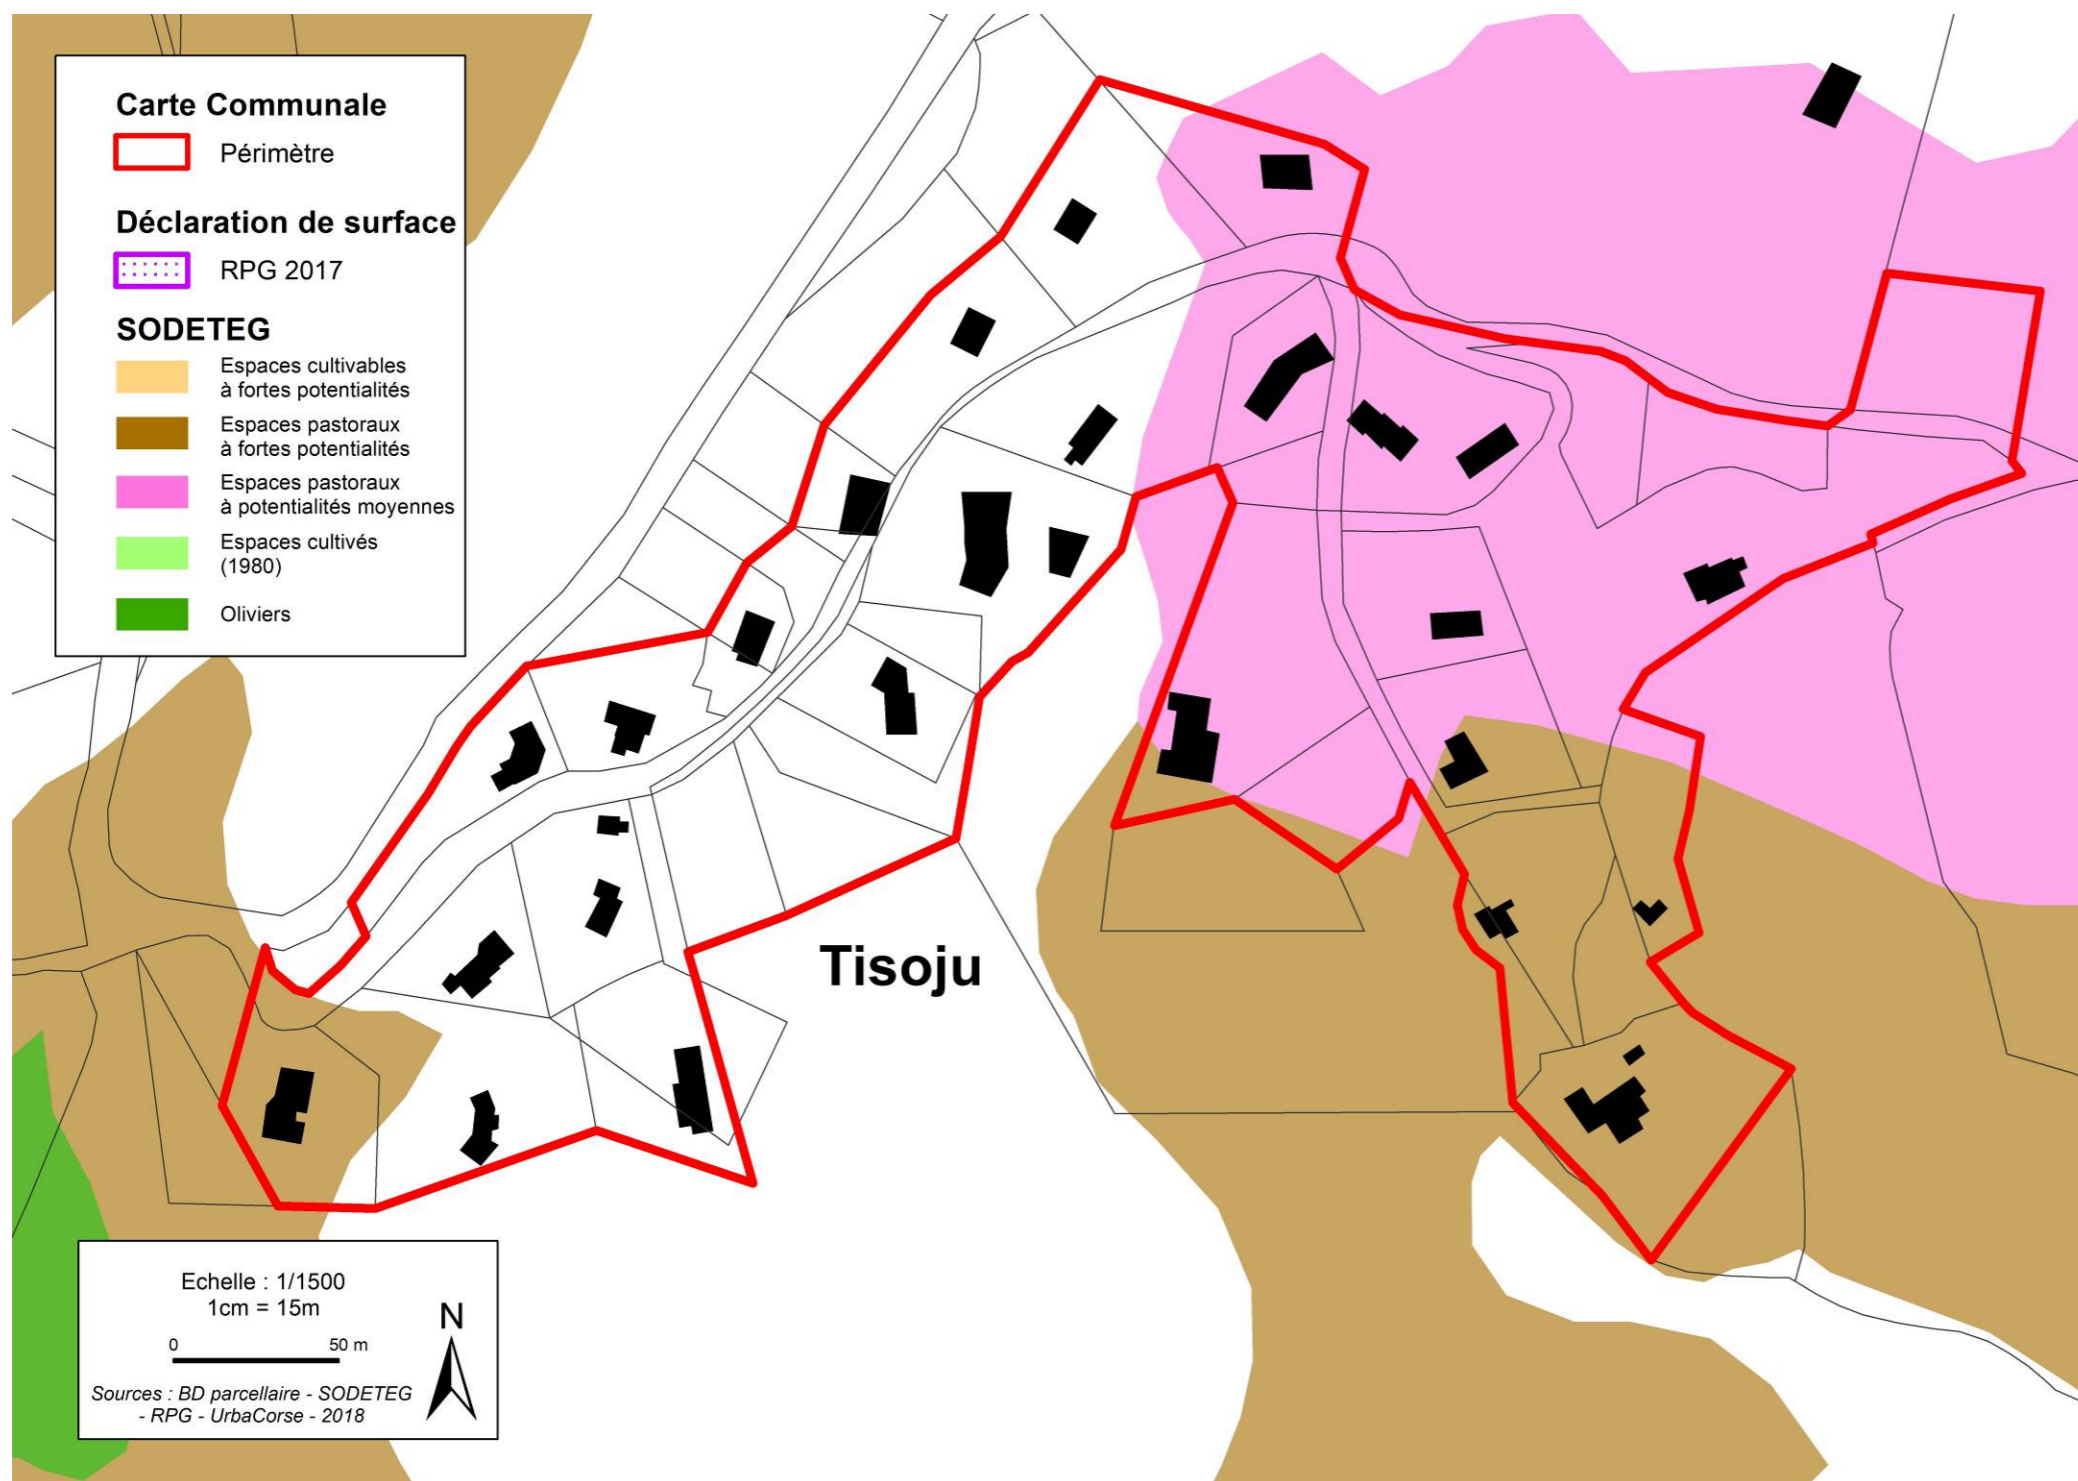 Carte Communale
Périmètre
Déclaration de surface
RPG 2017
SODETEG
Espaces cultivables
à fortes potentialités
Espaces pastoraux
à fortes potentialités
Espaces pastoraux
à potentialités moyennes
Espaces cultivés
(1980)
Oliviers
Tisoju
Echelle : 1/1500
1cm = 15m
N
0 50 m
Sources : BD parcellaire - SODETEG
- RPG - UrbaCorse - 2018